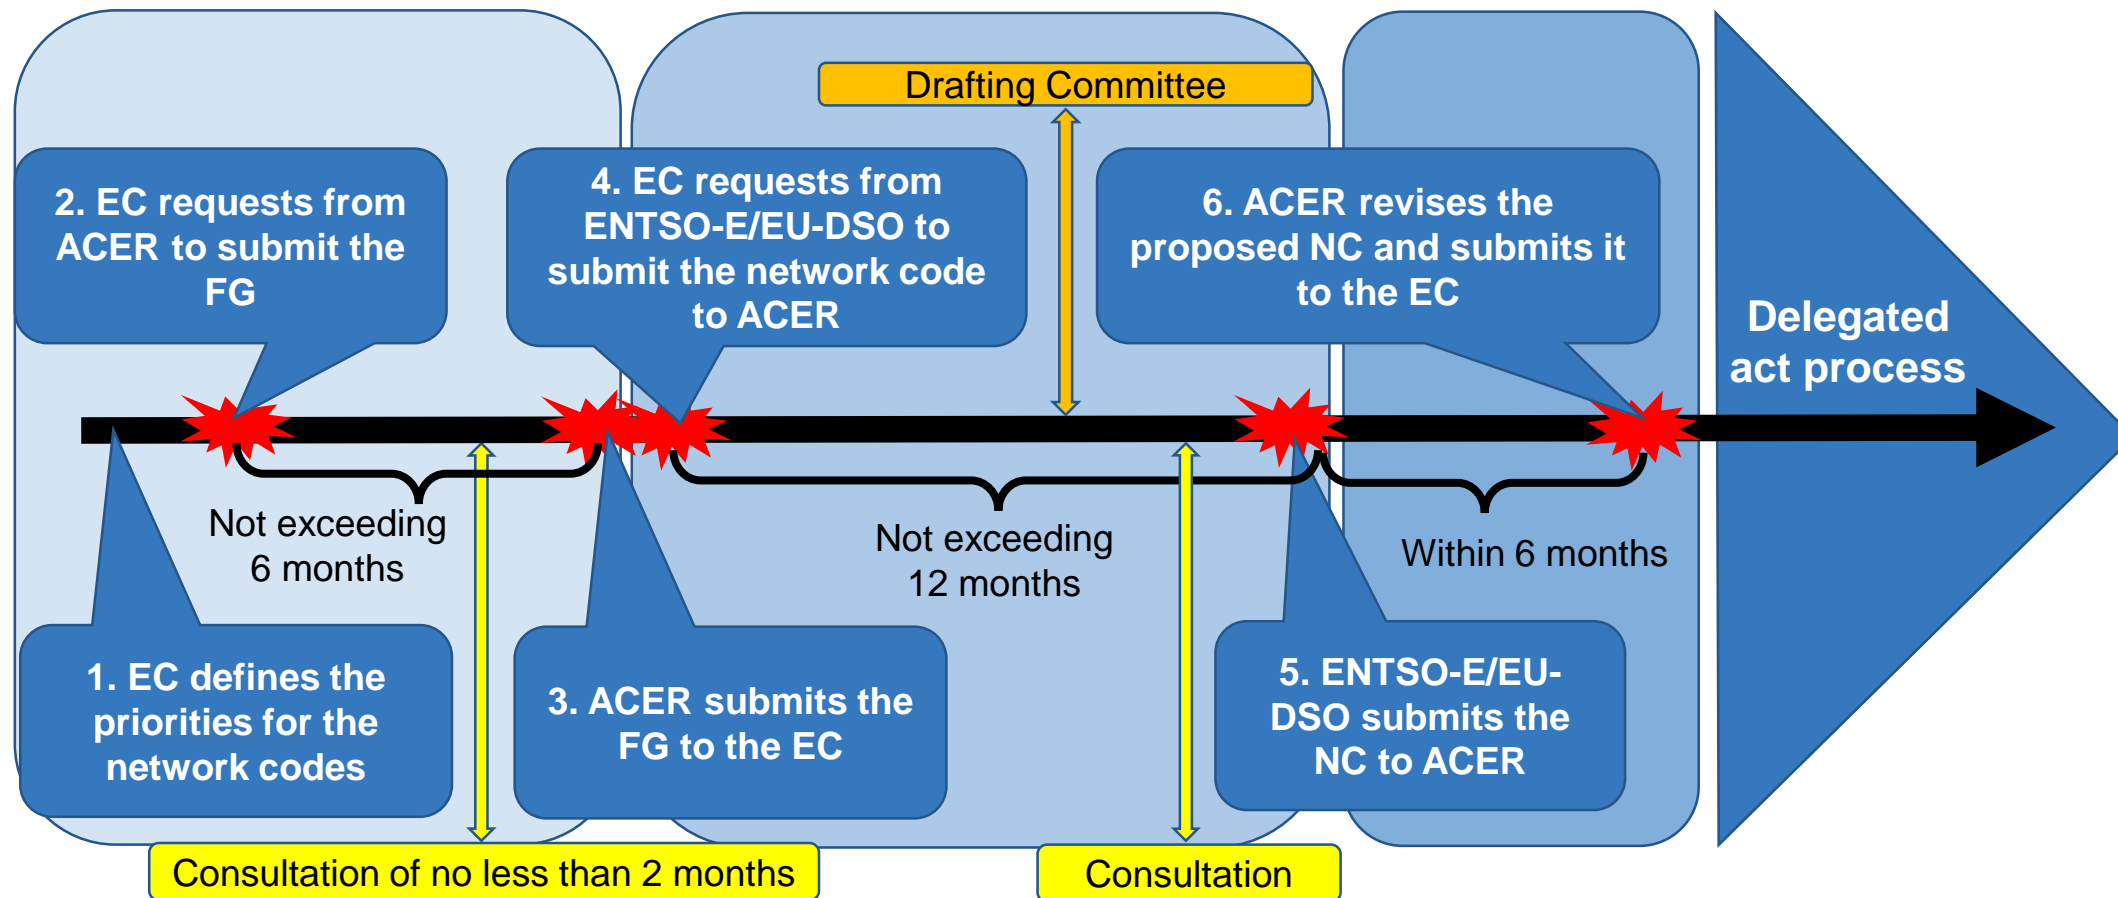 Drafting Committee
2. EC requests from
ACER to submit the
FG
4. EC requests from
ENTSO-E/EU-DSO to
submit the network code
to ACER
6. ACER revises the
proposed NC and submits it
to the EC
Delegated
act process
Not exceeding
6 months
Not exceeding
12 months
Within 6 months
1. EC defines the
priorities for the
network codes
3. ACER submits the
FG to the EC
5. ENTSO-E/EU-
DSO submits the
NC to ACER
Consultation of no less than 2 months
Consultation